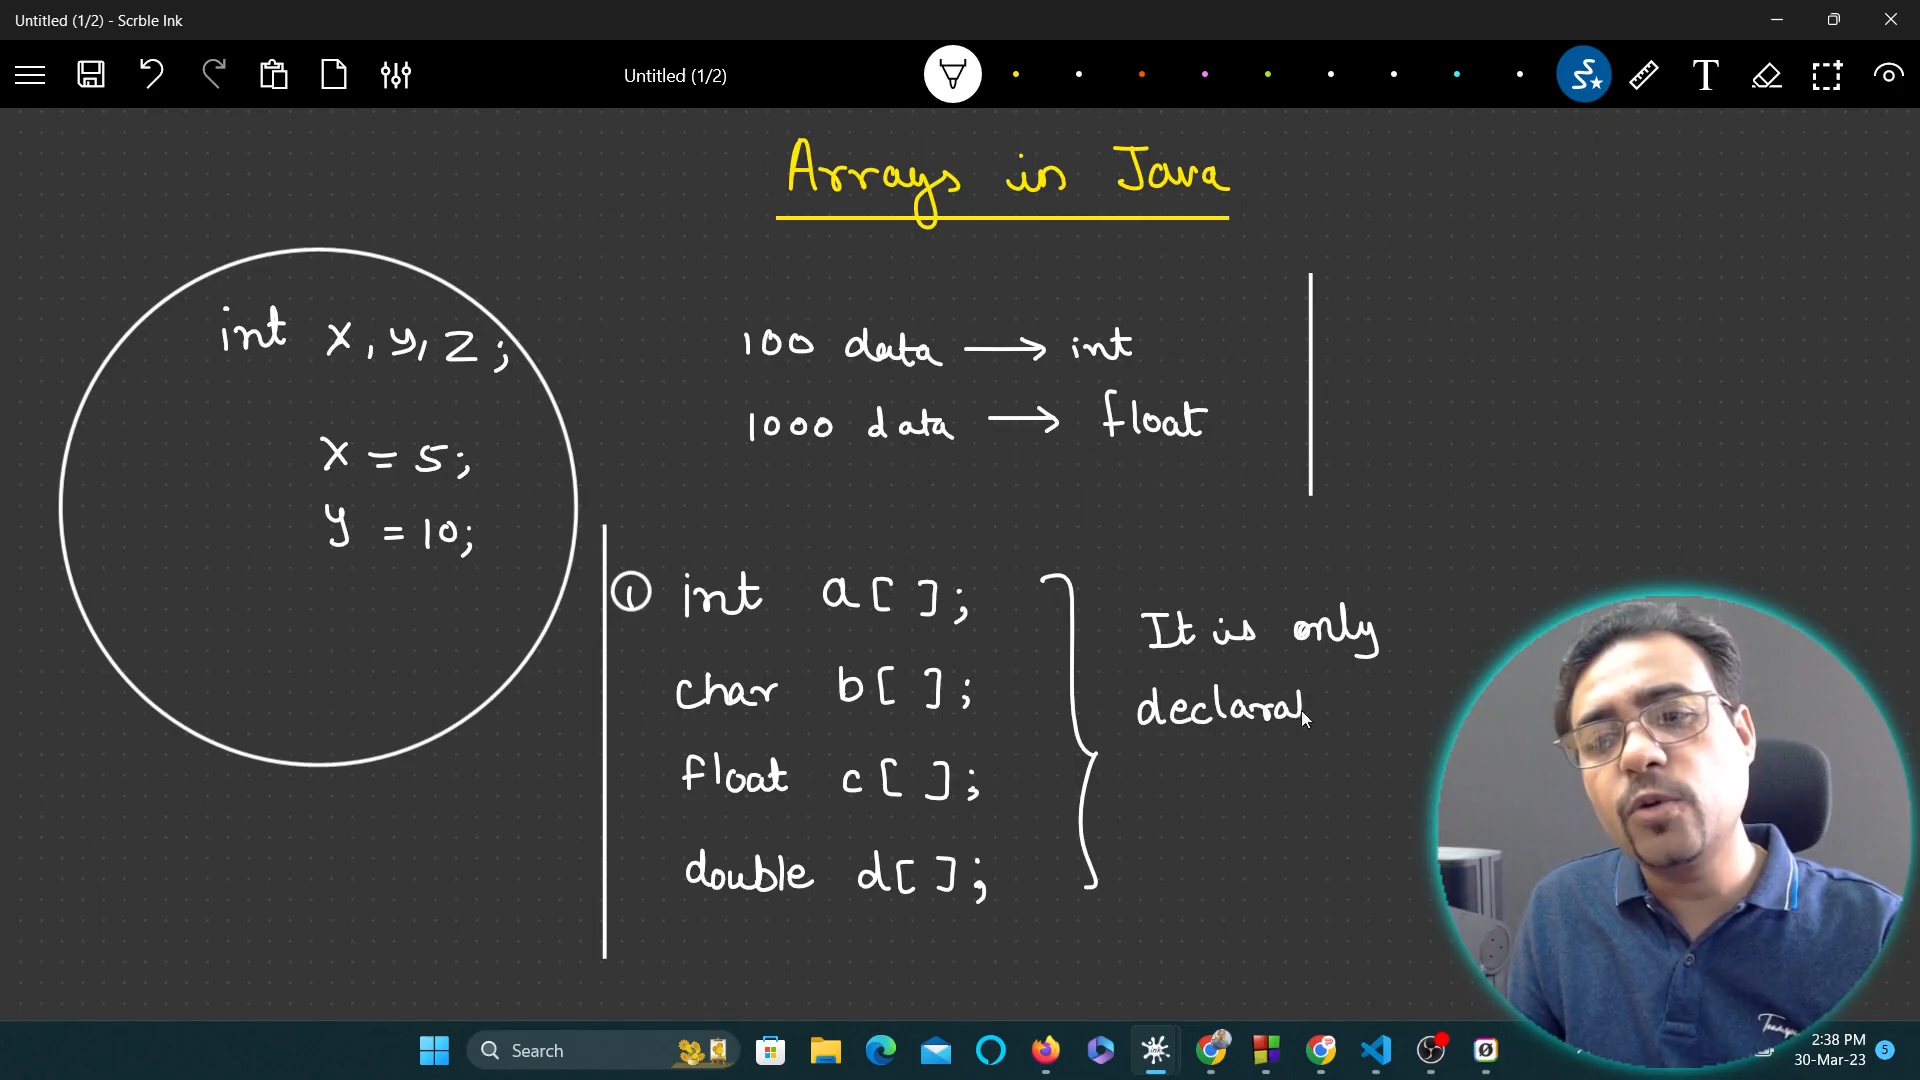 Untitled (1/2) - Scrble Ink
Untitled (1/2)
T
Arrays in Java
int x, y, z;
x = 5;
y = 10;
100 data → int
1000 data → float
① int a[ ];
char b[ ];
float c[ ];
double d[ ];
It is only
declarat
Search
2:38 PM
30-Mar-23
5